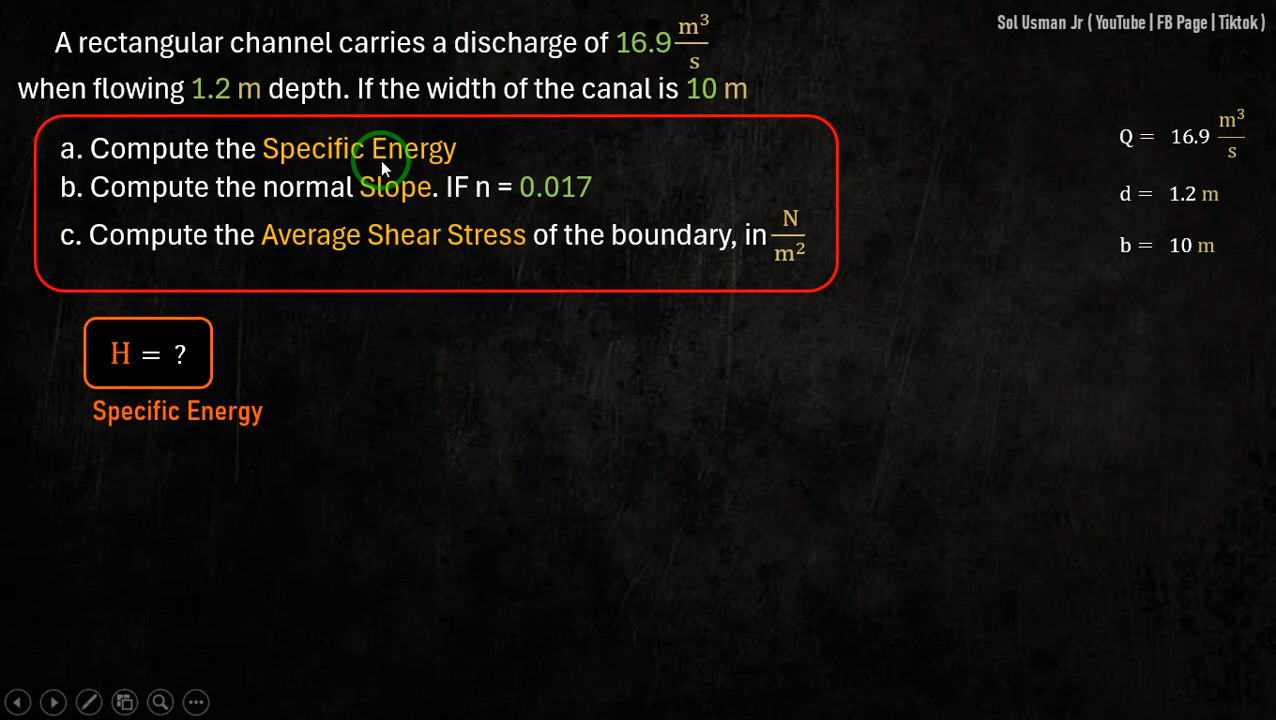 Sol Usman Jr ( YouTube | FB Page | Tiktok )
A rectangular channel carries a discharge of 16.9 m³/s
when flowing 1.2 m depth. If the width of the canal is 10 m
a. Compute the Specific Energy
b. Compute the normal Slope. IF n = 0.017
c. Compute the Average Shear Stress of the boundary, in N/m²
Q = 16.9 m³/s
d = 1.2 m
b = 10 m
H = ?
Specific Energy